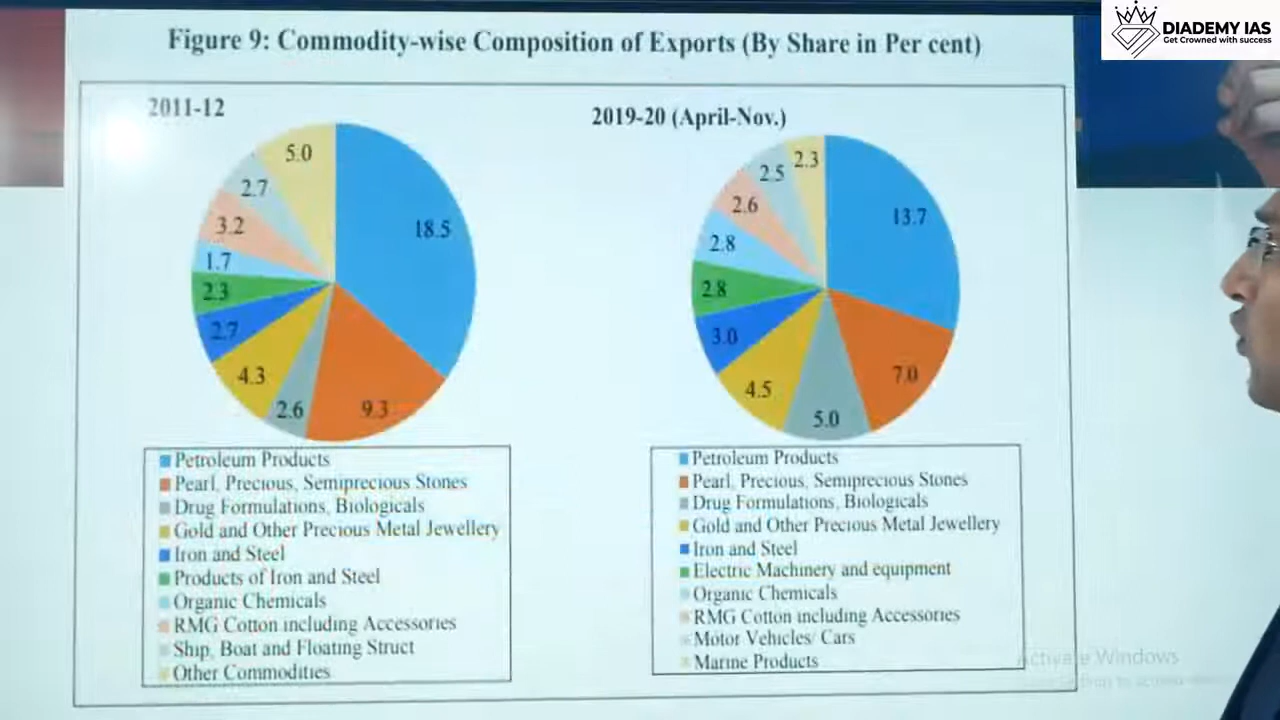 DIADEMY IAS
Get Crowned with success
Figure 9: Commodity-wise Composition of Exports (By Share in Per cent)
2011-12
5.0
2.7
3.2
1.7
2.3
2.7
4.3
2.6
9.3
18.5
Petroleum Products
Pearl, Precious, Semiprecious Stones
Drug Formulations, Biologicals
Gold and Other Precious Metal Jewellery
Iron and Steel
Products of Iron and Steel
Organic Chemicals
RMG Cotton including Accessories
Ship, Boat and Floating Struct
Other Commodities
2019-20 (April-Nov.)
2.3
2.5
2.6
2.8
2.8
3.0
4.5
5.0
7.0
13.7
Petroleum Products
Pearl, Precious, Semiprecious Stones
Drug Formulations, Biologicals
Gold and Other Precious Metal Jewellery
Iron and Steel
Electric Machinery and equipment
Organic Chemicals
RMG Cotton including Accessories
Motor Vehicles/ Cars
Marine Products
Activate Windows